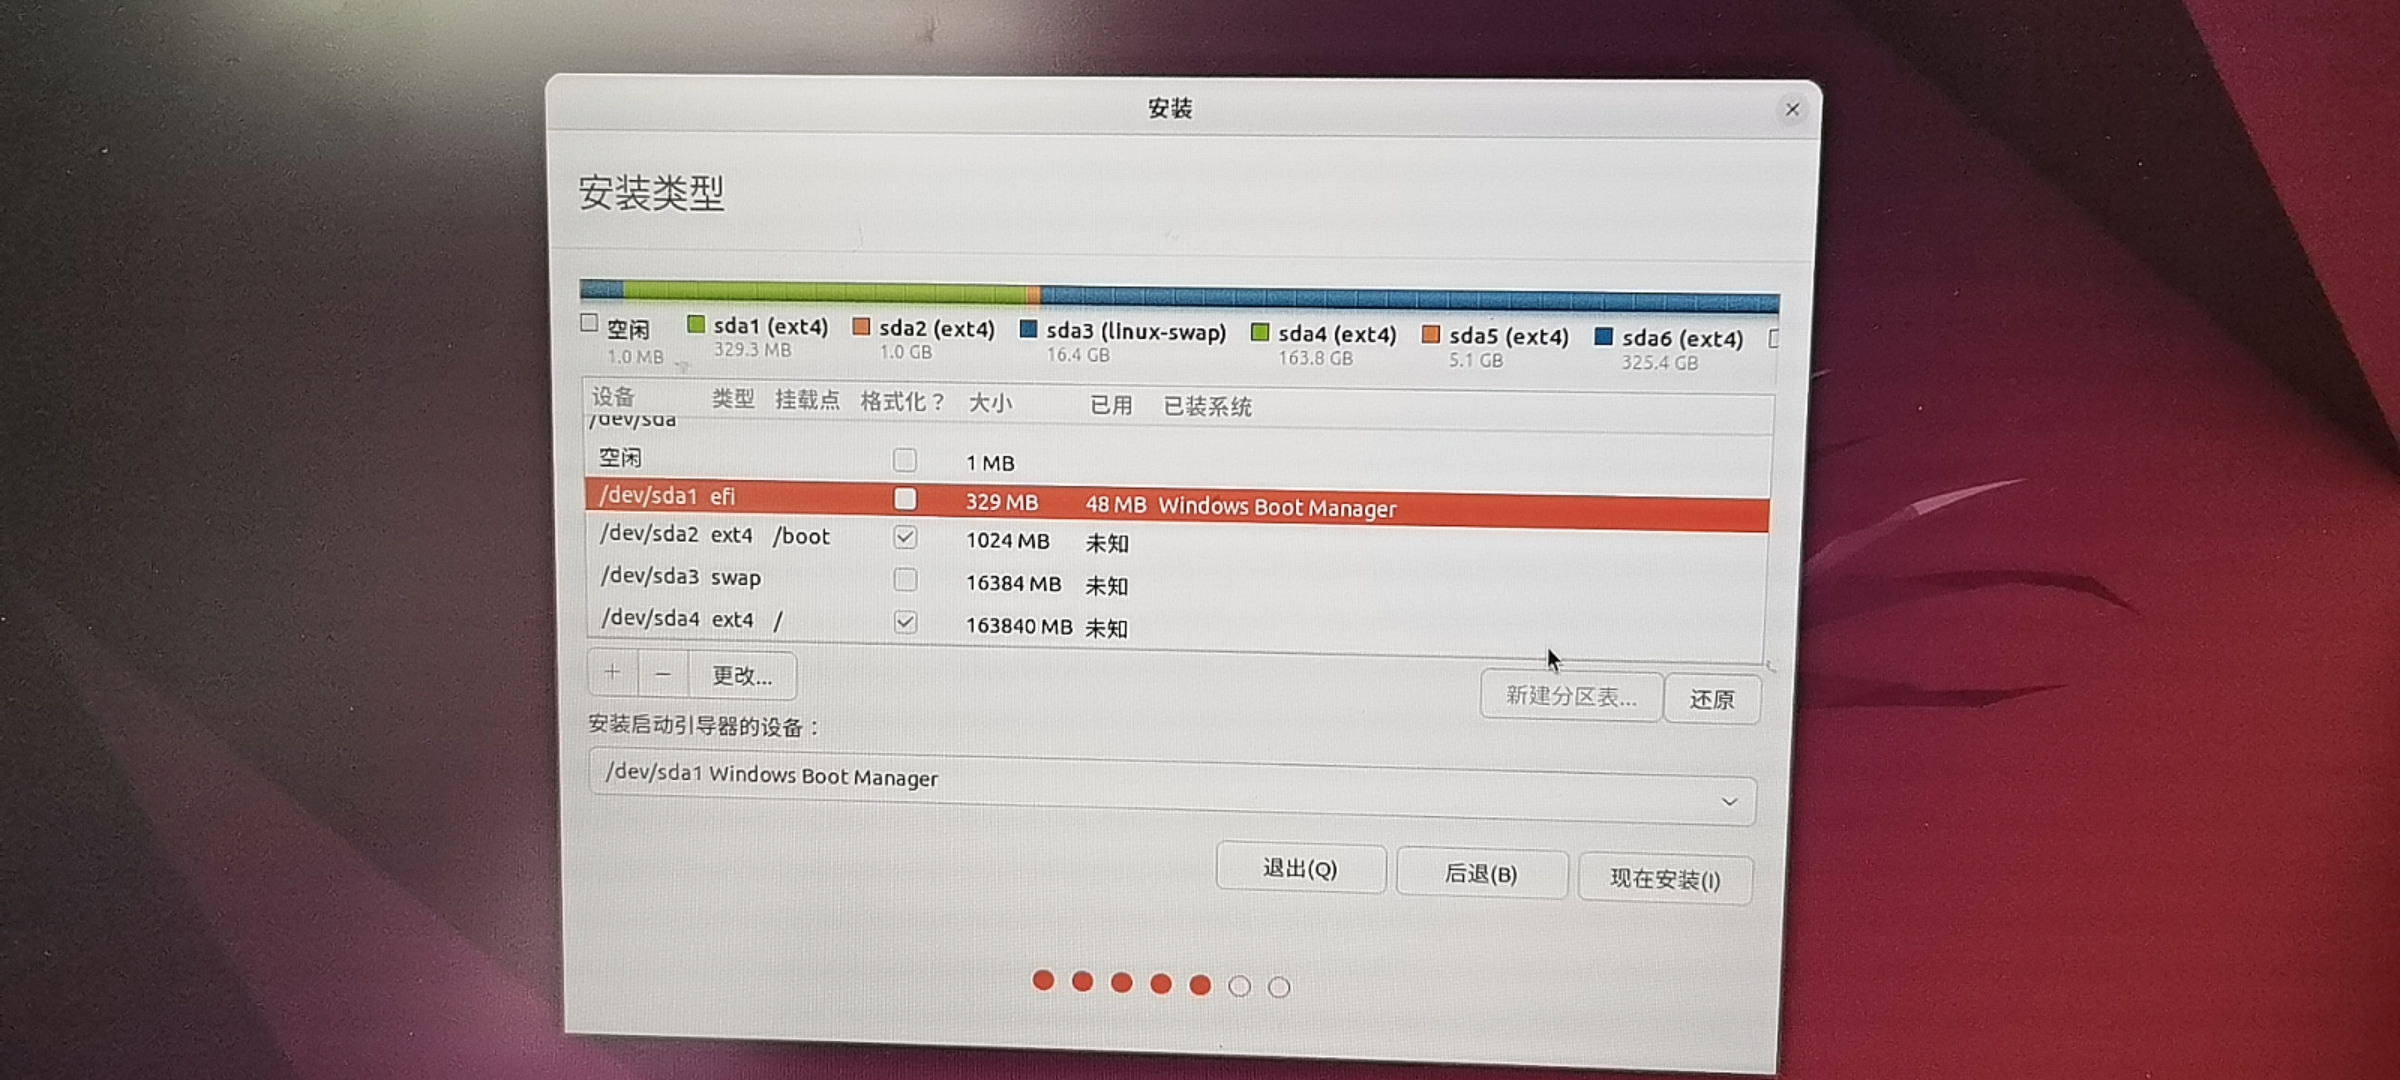 安装
安装类型
空闲
1.0 MB
sda1 (ext4)
329.3 MB
sda2 (ext4)
1.0 GB
sda3 (linux-swap)
16.4 GB
sda4 (ext4)
163.8 GB
sda5 (ext4)
5.1 GB
sda6 (ext4)
325.4 GB
设备 类型 挂载点 格式化？ 大小 已用 已装系统
/dev/sda
空闲 1 MB
/dev/sda1 efi 329 MB 48 MB Windows Boot Manager
/dev/sda2 ext4 /boot 1024 MB 未知
/dev/sda3 swap 16384 MB 未知
/dev/sda4 ext4 / 163840 MB 未知
+ − 更改... 新建分区表... 还原
安装启动引导器的设备：
/dev/sda1 Windows Boot Manager
退出(Q) 后退(B) 现在安装(I)